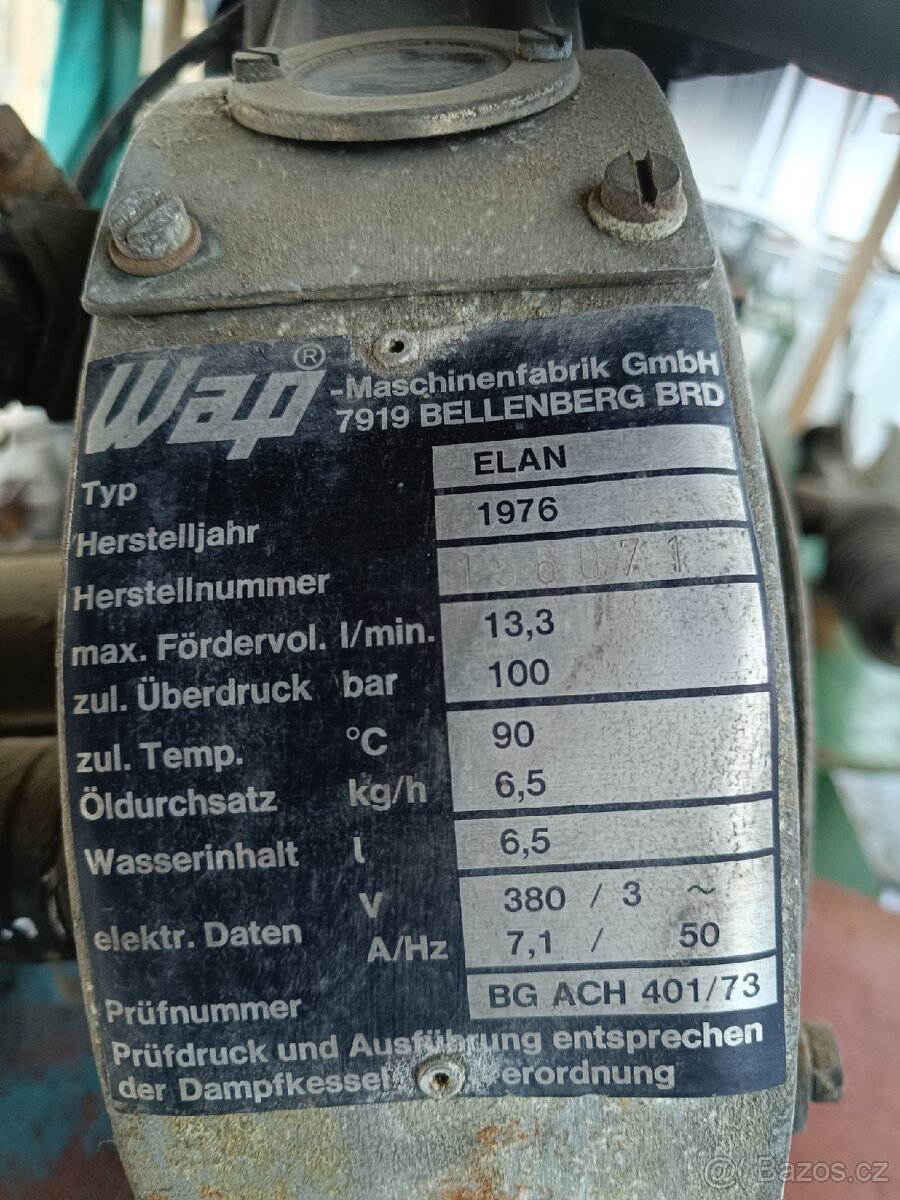 Wap® -Maschinenfabrik GmbH
7919 BELLENBERG BRD
Typ ELAN
Herstelljahr 1976
Herstellnummer 156071
max. Fördervol. l/min. 13,3
zul. Überdruck bar 100
zul. Temp. °C 90
Öldurchsatz kg/h 6,5
Wasserinhalt l 6,5
elektr. Daten V 380 / 3 ~
A/Hz 7,1 / 50
Prüfnummer BG ACH 401/73
Prüfdruck und Ausführung entsprechen
der Dampfkessel erordnung
@ Bazos.cz